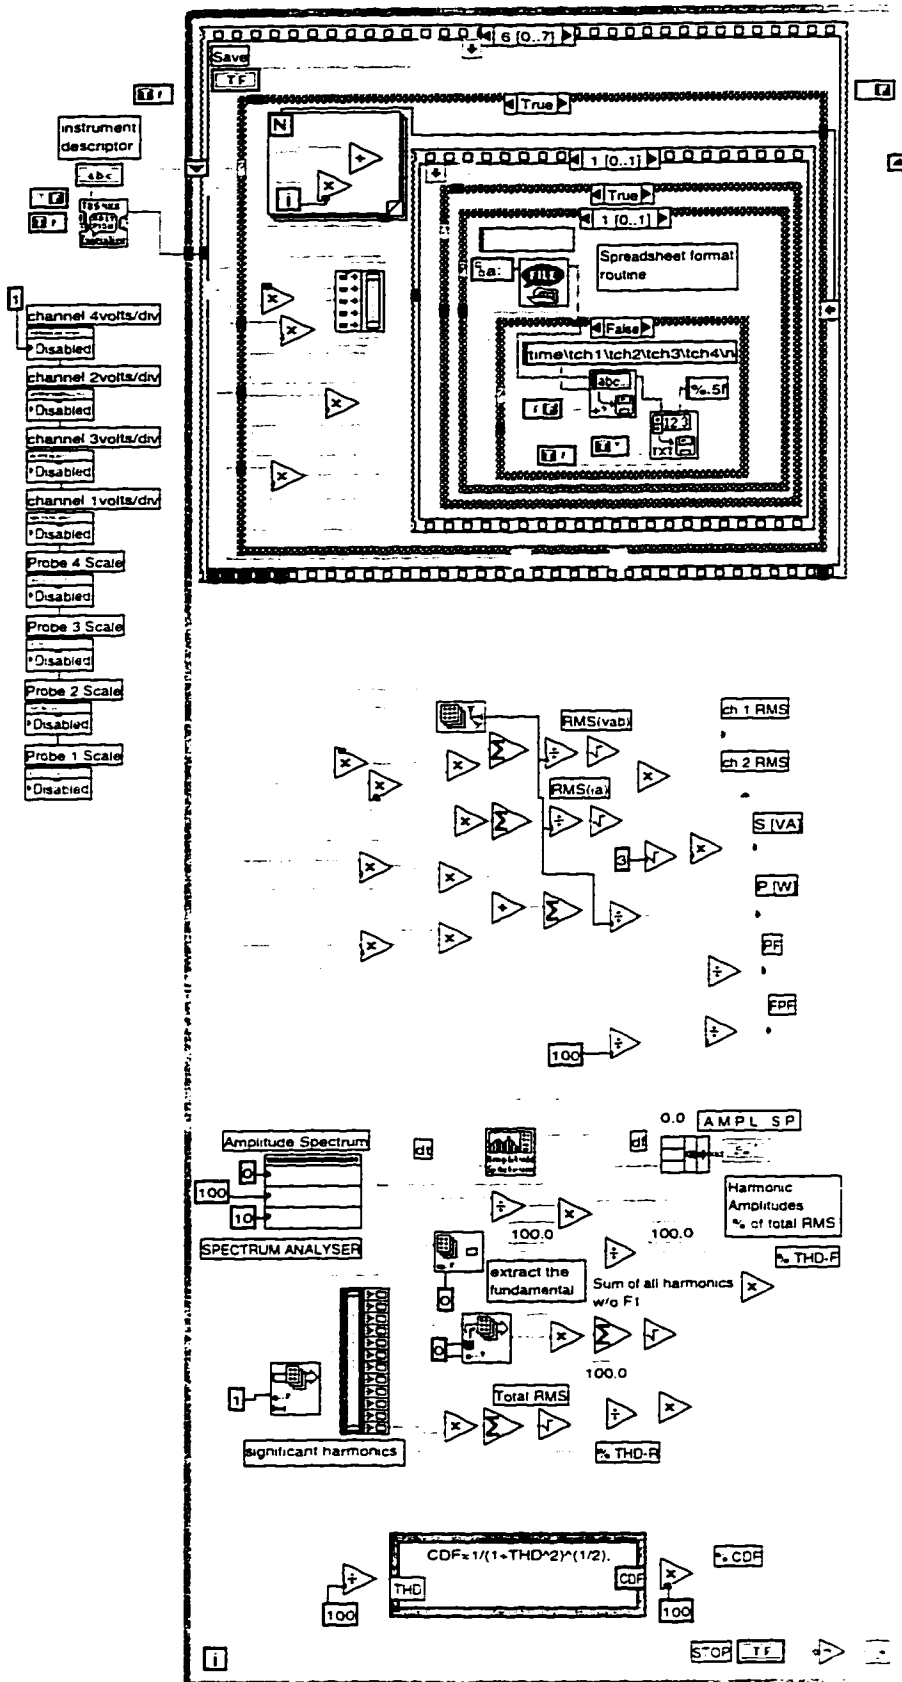 6 [0..7]
Save
TF
True
N
i
instrument
descriptor
abc
1 [0..1]
True
1 [0..1]
a:
FILE
Spreadsheet format
routine
False
time\tch1\tch2\tch3\tch4\n
abc
%.5f
123
TXT
1
channel 4volts/div
Disabled
channel 2volts/div
Disabled
channel 3volts/div
Disabled
channel 1volts/div
Disabled
Probe 4 Scale
Disabled
Probe 3 Scale
Disabled
Probe 2 Scale
Disabled
Probe 1 Scale
Disabled
RMS(vab)
ch 1 RMS
ch 2 RMS
RMS(ia)
3
S [VA]
P [W]
PF
FPF
100
Amplitude Spectrum
0
100
10
SPECTRUM ANALYSER
dt
df
0.0
AMPL SP
Harmonic
Amplitudes
% of total RMS
100.0
100.0
% THD-F
extract the
fundamental
0
Sum of all harmonics
w/o F1
0
100.0
1
Total RMS
significant harmonics
% THD-R
CDF=1/(1+THD^2)^(1/2).
THD
CDF
% CDF
100
100
i
STOP
TF